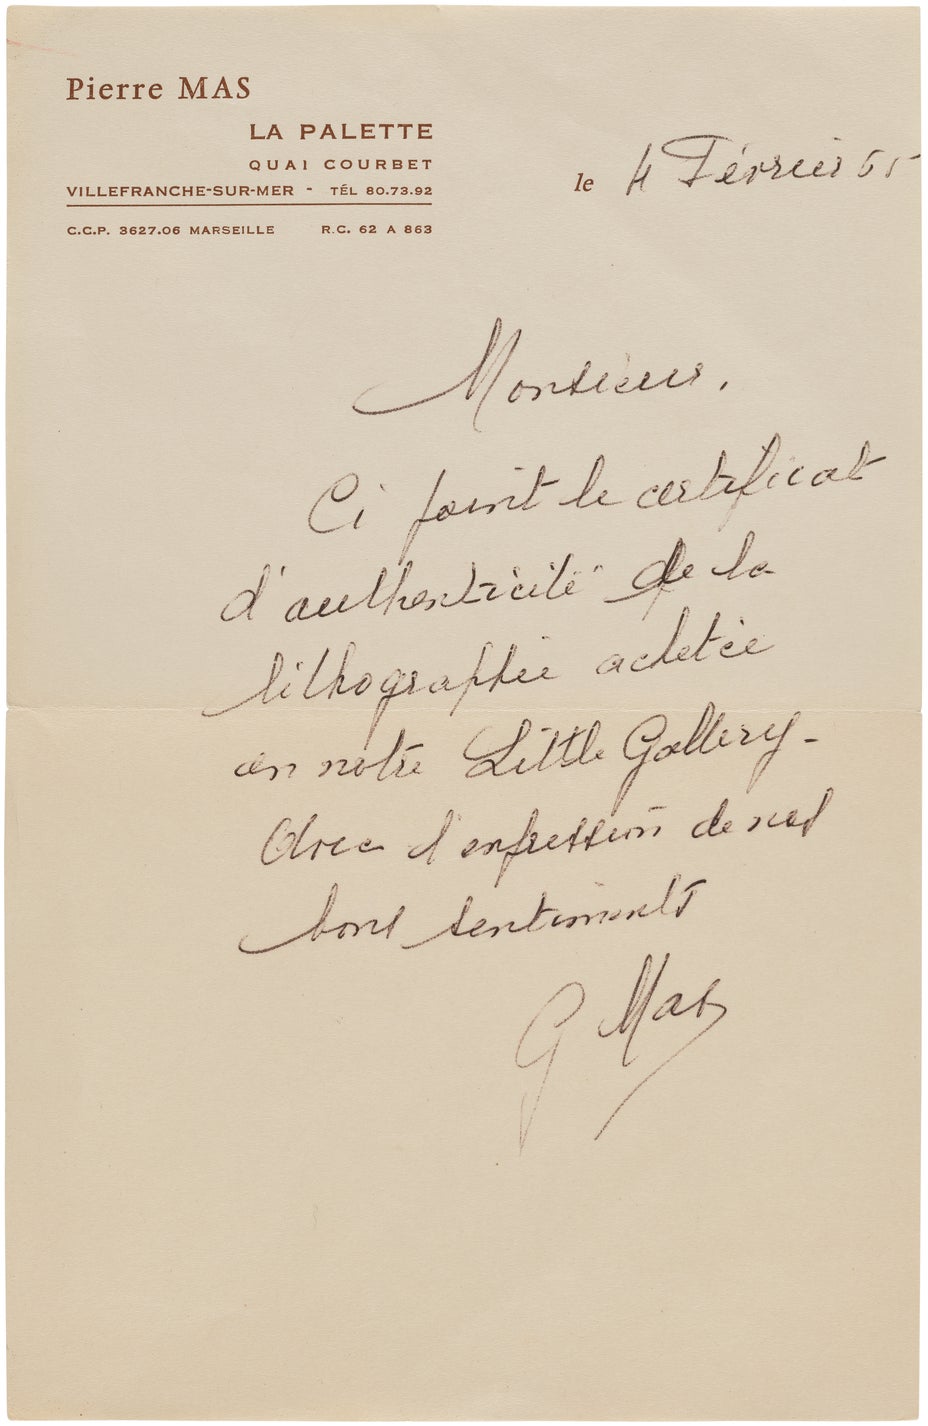 Pierre MAS
LA PALETTE
QUAI COURBET
VILLEFRANCHE-SUR-MER - TÉL 80.73.92
C.C.P. 3627.06 MARSEILLE R.C. 62 A 863
le 4 Février 65
Monsieur,
Ci joint le certificat
d'authenticité de la
lithographie achetée
en notre Little Gallery-
Avec l'expression de nos
bons sentiments
G Mas